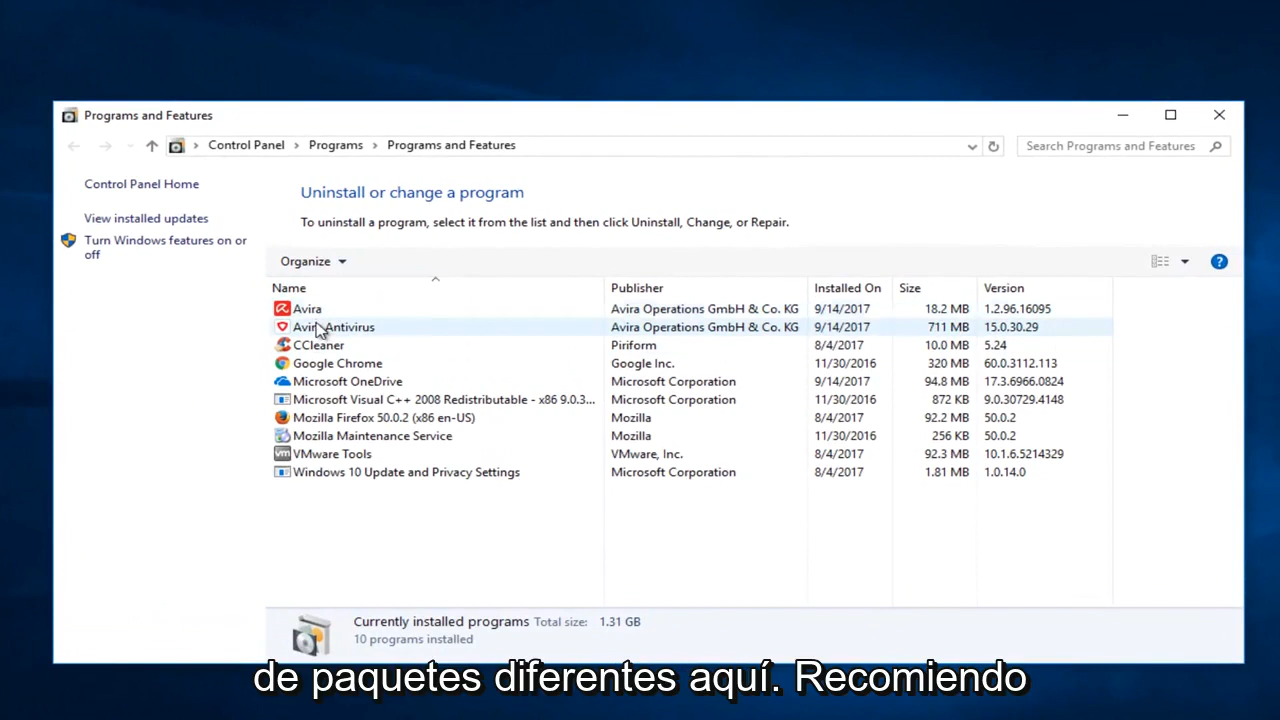 Programs and Features
Control Panel > Programs > Programs and Features
Search Programs and Features
Control Panel Home
View installed updates
Turn Windows features on or
off
Uninstall or change a program
To uninstall a program, select it from the list and then click Uninstall, Change, or Repair.
Organize
Name Publisher Installed On Size Version
Avira Avira Operations GmbH & Co. KG 9/14/2017 18.2 MB 1.2.96.16095
Avira Antivirus Avira Operations GmbH & Co. KG 9/14/2017 711 MB 15.0.30.29
CCleaner Piriform 8/4/2017 10.0 MB 5.24
Google Chrome Google Inc. 11/30/2016 320 MB 60.0.3112.113
Microsoft OneDrive Microsoft Corporation 9/14/2017 94.8 MB 17.3.6966.0824
Microsoft Visual C++ 2008 Redistributable - x86 9.0.3... Microsoft Corporation 11/30/2016 872 KB 9.0.30729.4148
Mozilla Firefox 50.0.2 (x86 en-US) Mozilla 8/4/2017 92.2 MB 50.0.2
Mozilla Maintenance Service Mozilla 11/30/2016 256 KB 50.0.2
vm VMware Tools VMware, Inc. 8/4/2017 92.3 MB 10.1.6.5214329
Windows 10 Update and Privacy Settings Microsoft Corporation 8/4/2017 1.81 MB 1.0.14.0
Currently installed programs Total size: 1.31 GB
10 programs installed
de paquetes diferentes aquí. Recomiendo